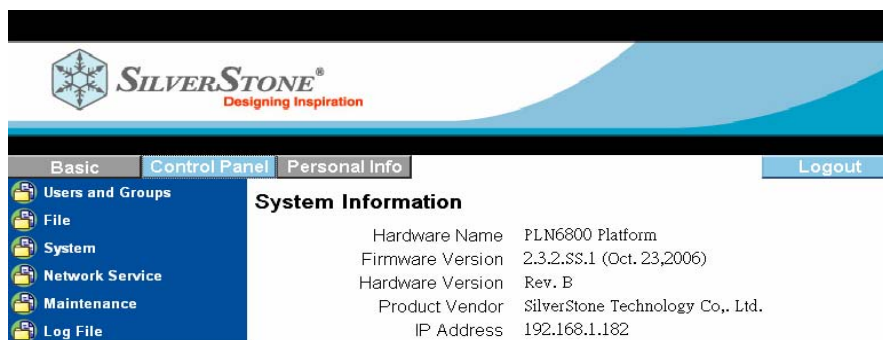 SILVERSTONE®
Designing Inspiration
Basic Control Panel Personal Info Logout
Users and Groups
File
System
Network Service
Maintenance
Log File
System Information
Hardware Name PLN6800 Platform
Firmware Version 2.3.2.SS.1 (Oct. 23,2006)
Hardware Version Rev. B
Product Vendor SilverStone Technology Co,. Ltd.
IP Address 192.168.1.182